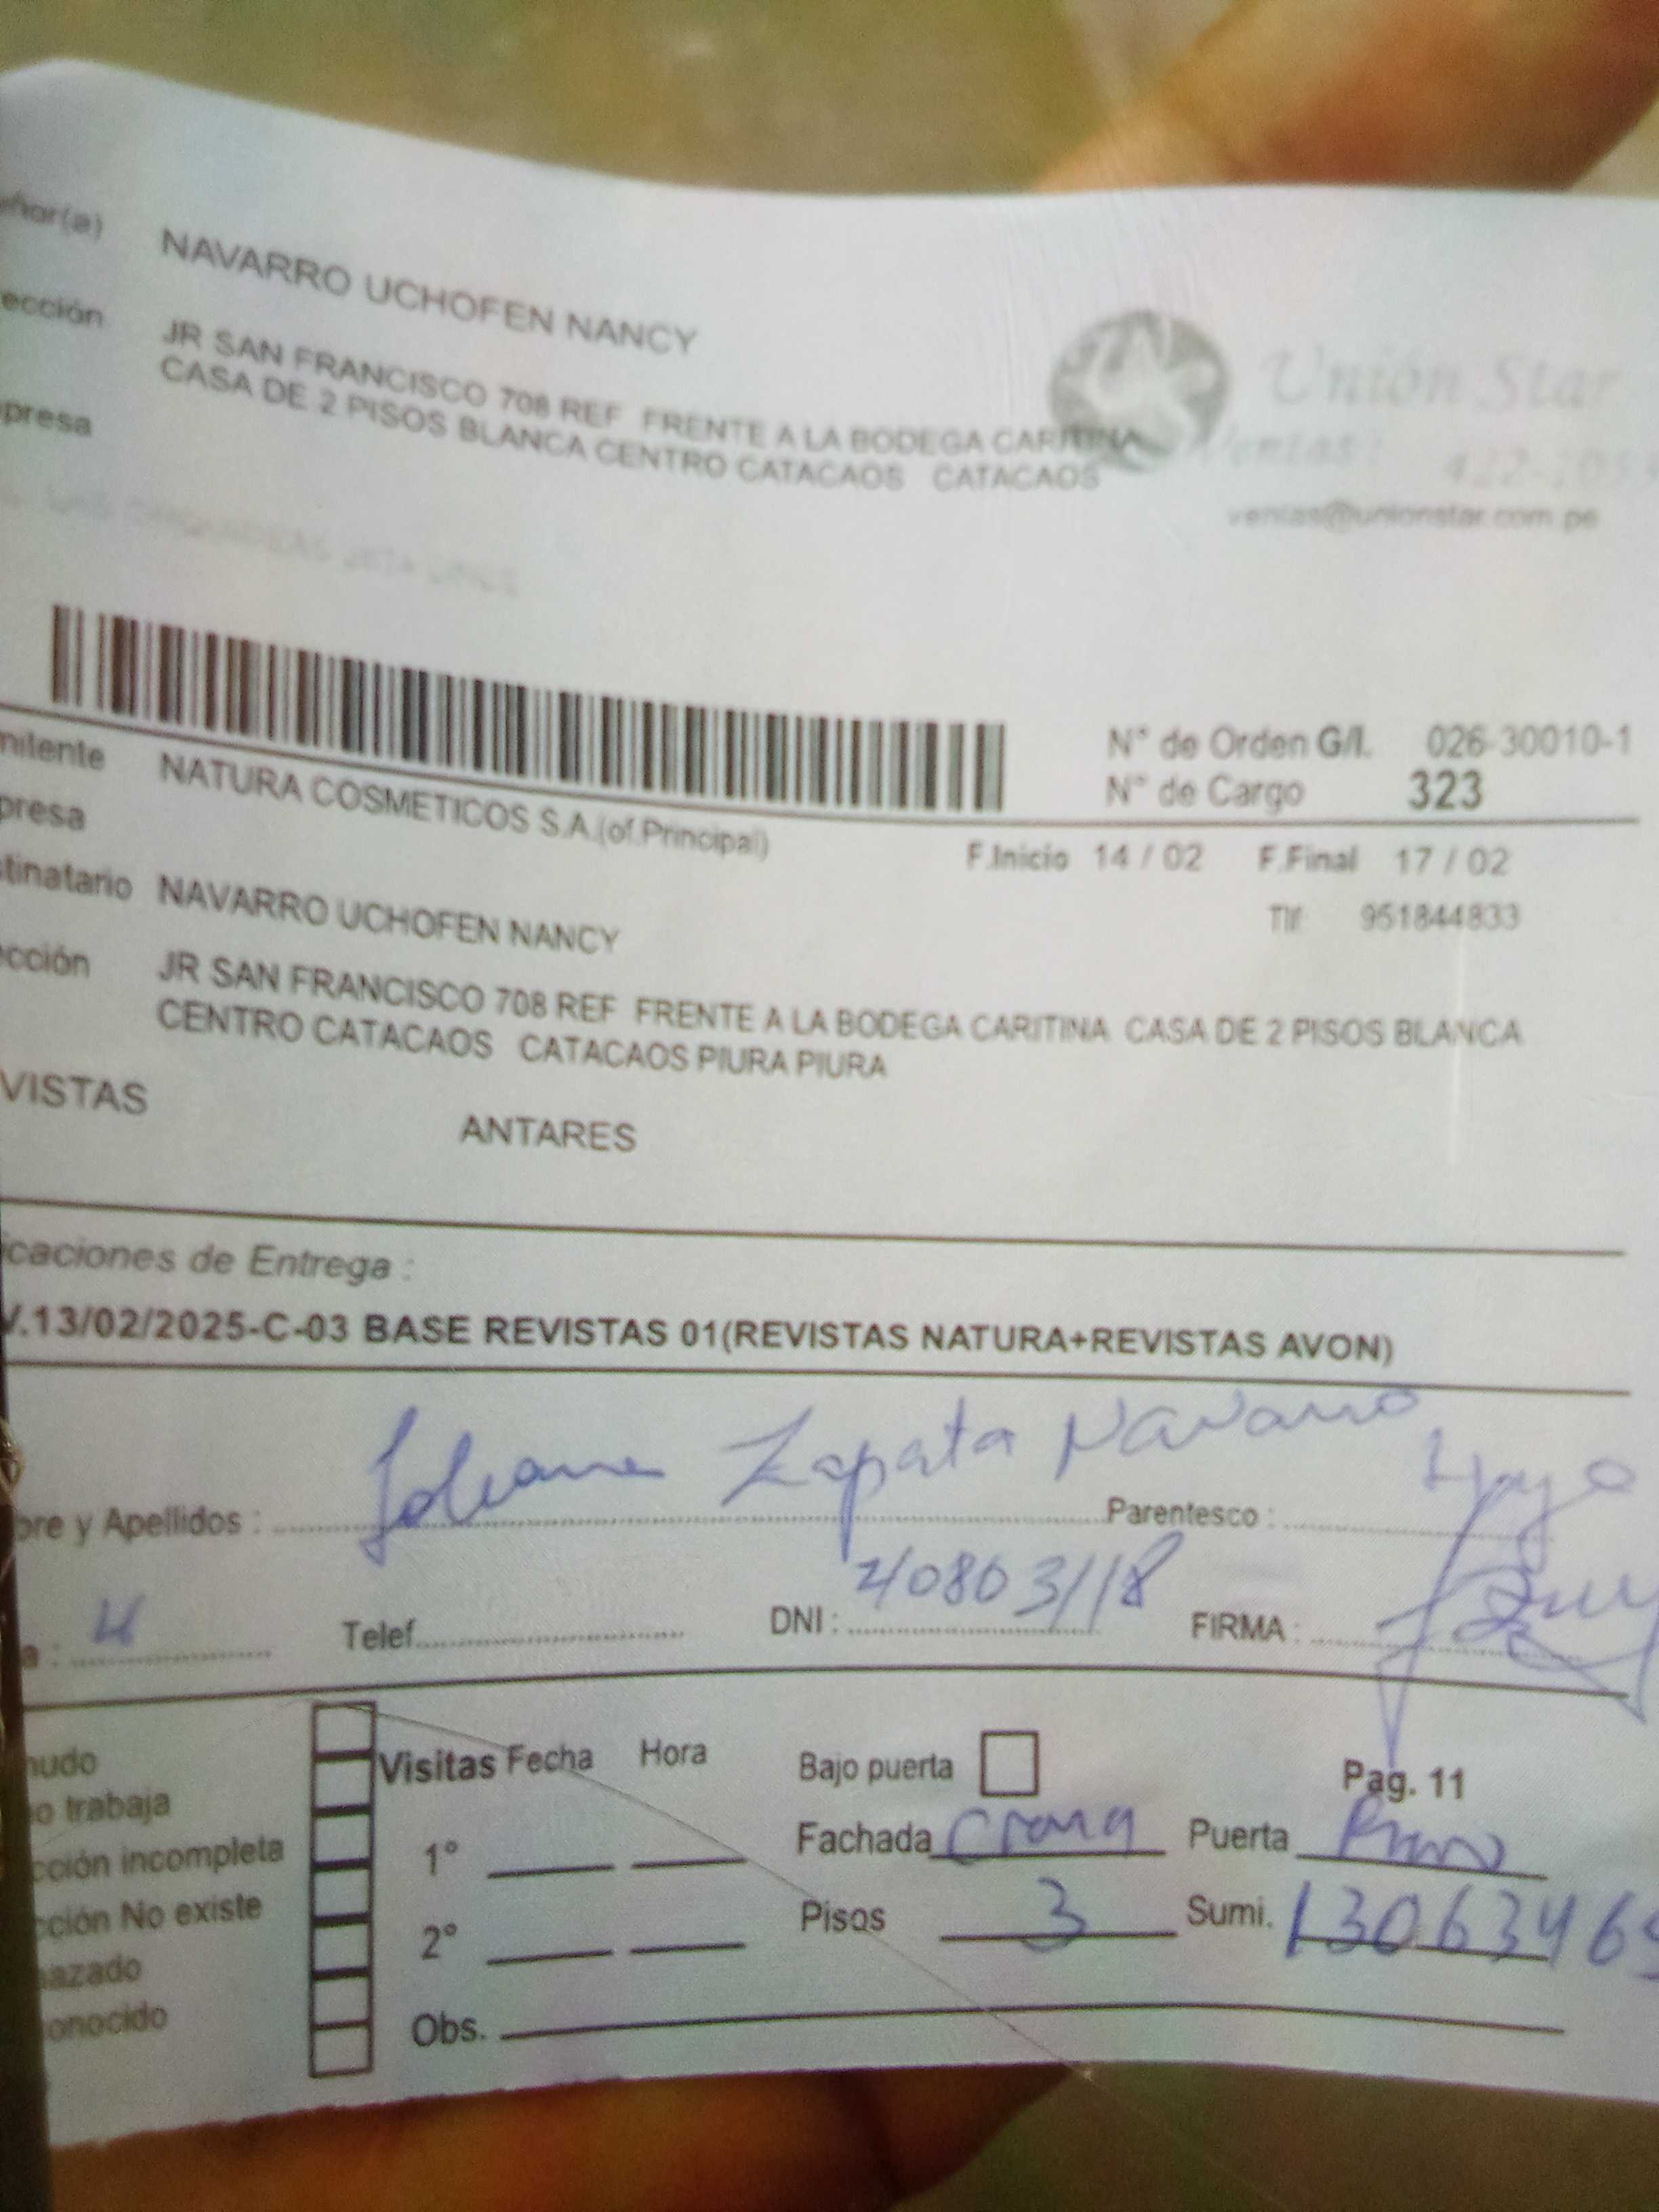 ñor(a) NAVARRO UCHOFEN NANCY
ección JR SAN FRANCISCO 708 REF FRENTE A LA BODEGA CARITINA
CASA DE 2 PISOS BLANCA CENTRO CATACAOS CATACAOS
presa
Unión Star
Ventas:
ventas@unionstar.com.pe
N° de Orden G/I. 026-30010-1
N° de Cargo 323
mitente NATURA COSMETICOS S.A.(of.Principal)
presa
F.Inicio 14 / 02 F.Final 17 / 02
tinatario NAVARRO UCHOFEN NANCY
Tlf: 951844833
cción JR SAN FRANCISCO 708 REF FRENTE A LA BODEGA CARITINA CASA DE 2 PISOS BLANCA
CENTRO CATACAOS CATACAOS PIURA PIURA
VISTAS ANTARES
caciones de Entrega :
V.13/02/2025-C-03 BASE REVISTAS 01(REVISTAS NATURA+REVISTAS AVON)
bre y Apellidos : Zapata Navarro Parentesco :
a : Telef. DNI : 40803118 FIRMA :
nudo
o trabaja
cción incompleta
cción No existe
hazado
onocido
Visitas Fecha Hora
1°
2°
Obs.
Bajo puerta Pag. 11
Fachada Crema Puerta
Pisos 3 Sumi. 1306346